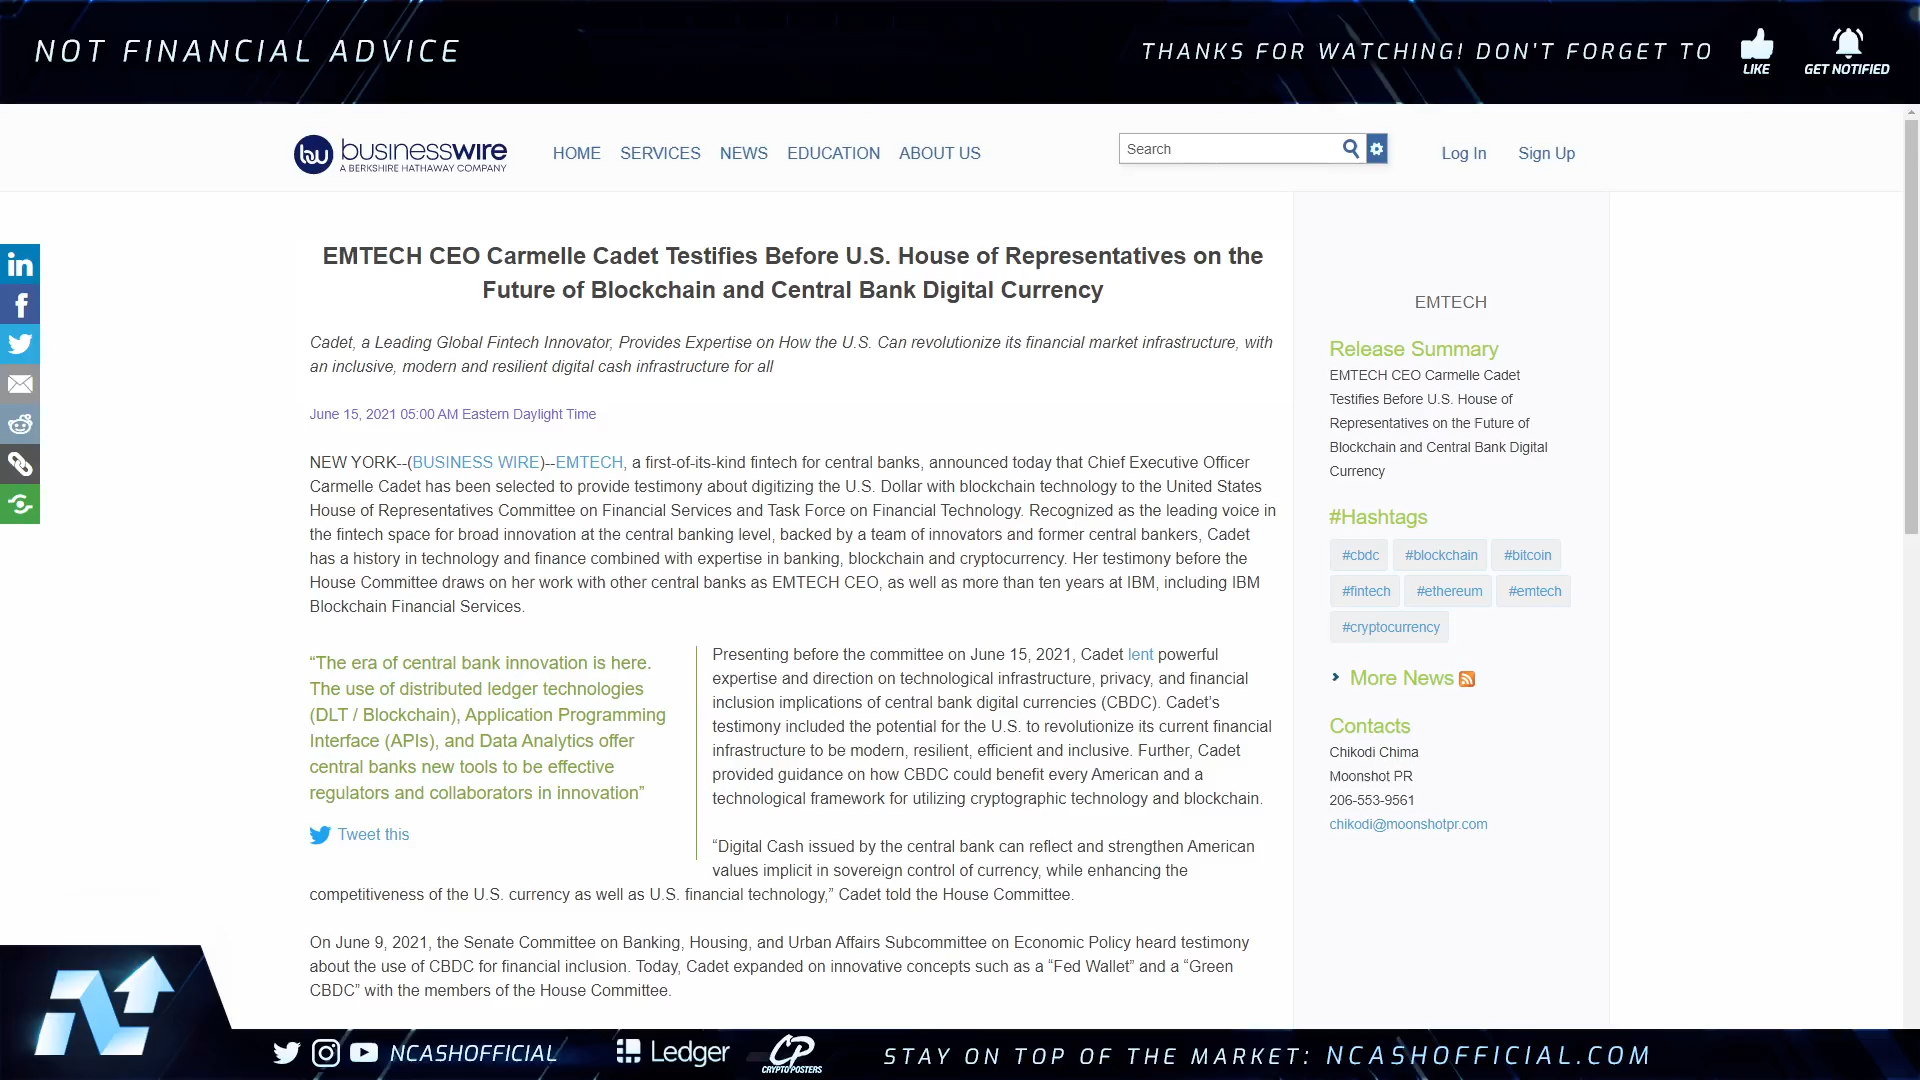 NOT FINANCIAL ADVICE
THANKS FOR WATCHING! DON'T FORGET TO
LIKE
GET NOTIFIED
businesswire
A BERKSHIRE HATHAWAY COMPANY
HOME SERVICES NEWS EDUCATION ABOUT US
Search
Log In Sign Up
EMTECH CEO Carmelle Cadet Testifies Before U.S. House of Representatives on the
Future of Blockchain and Central Bank Digital Currency
Cadet, a Leading Global Fintech Innovator, Provides Expertise on How the U.S. Can revolutionize its financial market infrastructure, with
an inclusive, modern and resilient digital cash infrastructure for all
June 15, 2021 05:00 AM Eastern Daylight Time
NEW YORK--(BUSINESS WIRE)--EMTECH, a first-of-its-kind fintech for central banks, announced today that Chief Executive Officer
Carmelle Cadet has been selected to provide testimony about digitizing the U.S. Dollar with blockchain technology to the United States
House of Representatives Committee on Financial Services and Task Force on Financial Technology. Recognized as the leading voice in
the fintech space for broad innovation at the central banking level, backed by a team of innovators and former central bankers, Cadet
has a history in technology and finance combined with expertise in banking, blockchain and cryptocurrency. Her testimony before the
House Committee draws on her work with other central banks as EMTECH CEO, as well as more than ten years at IBM, including IBM
Blockchain Financial Services.
“The era of central bank innovation is here.
The use of distributed ledger technologies
(DLT / Blockchain), Application Programming
Interface (APIs), and Data Analytics offer
central banks new tools to be effective
regulators and collaborators in innovation”
Tweet this
Presenting before the committee on June 15, 2021, Cadet lent powerful
expertise and direction on technological infrastructure, privacy, and financial
inclusion implications of central bank digital currencies (CBDC). Cadet’s
testimony included the potential for the U.S. to revolutionize its current financial
infrastructure to be modern, resilient, efficient and inclusive. Further, Cadet
provided guidance on how CBDC could benefit every American and a
technological framework for utilizing cryptographic technology and blockchain.
“Digital Cash issued by the central bank can reflect and strengthen American
values implicit in sovereign control of currency, while enhancing the
competitiveness of the U.S. currency as well as U.S. financial technology,” Cadet told the House Committee.
On June 9, 2021, the Senate Committee on Banking, Housing, and Urban Affairs Subcommittee on Economic Policy heard testimony
about the use of CBDC for financial inclusion. Today, Cadet expanded on innovative concepts such as a “Fed Wallet” and a “Green
CBDC” with the members of the House Committee.
EMTECH
Release Summary
EMTECH CEO Carmelle Cadet
Testifies Before U.S. House of
Representatives on the Future of
Blockchain and Central Bank Digital
Currency
#Hashtags
#cbdc #blockchain #bitcoin
#fintech #ethereum #emtech
#cryptocurrency
More News
Contacts
Chikodi Chima
Moonshot PR
206-553-9561
chikodi@moonshotpr.com
NCASHOFFICIAL
Ledger
CP
CRYPTOPOSTERS
STAY ON TOP OF THE MARKET: NCASHOFFICIAL.COM